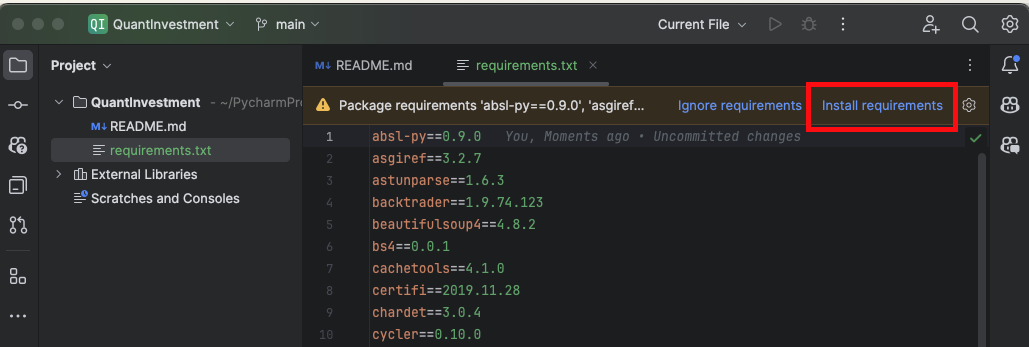 QI QuantInvestment main Current File
Project
README.md
requirements.txt
QuantInvestment ~/PycharmPro
README.md
requirements.txt
External Libraries
Scratches and Consoles
Package requirements 'absl-py==0.9.0', 'asgiref... Ignore requirements Install requirements
1 absl-py==0.9.0 You, Moments ago • Uncommitted changes
2 asgiref==3.2.7
3 astunparse==1.6.3
4 backtrader==1.9.74.123
5 beautifulsoup4==4.8.2
6 bs4==0.0.1
7 cachetools==4.1.0
8 certifi==2019.11.28
9 chardet==3.0.4
10 cycler==0.10.0